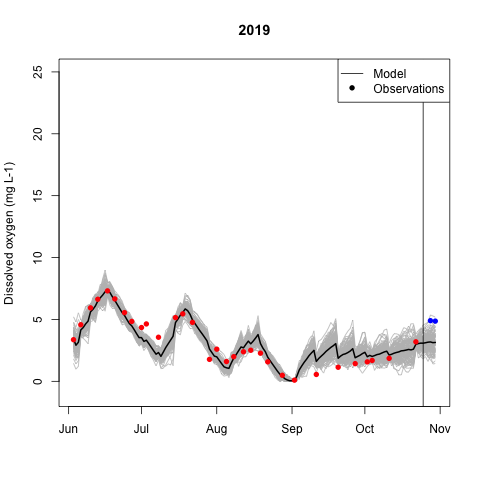 2019
Model
Observations
Dissolved oxygen (mg L-1)
25
20
15
10
5
0
Jun Jul Aug Sep Oct Nov